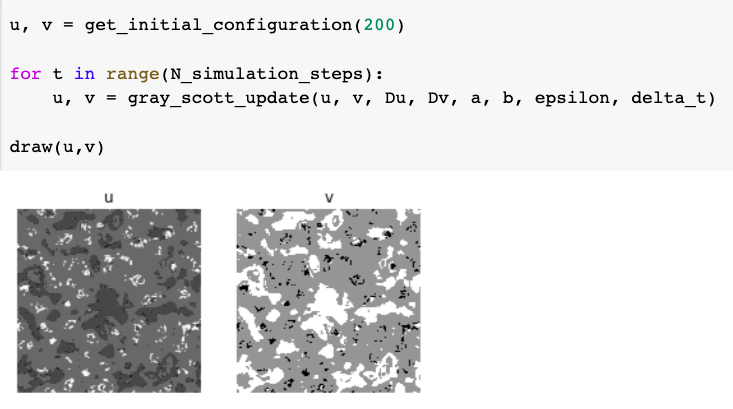 u, v = get_initial_configuration(200)
for t in range(N_simulation_steps):
    u, v = gray_scott_update(u, v, Du, Dv, a, b, epsilon, delta_t)
draw(u,v)
u v